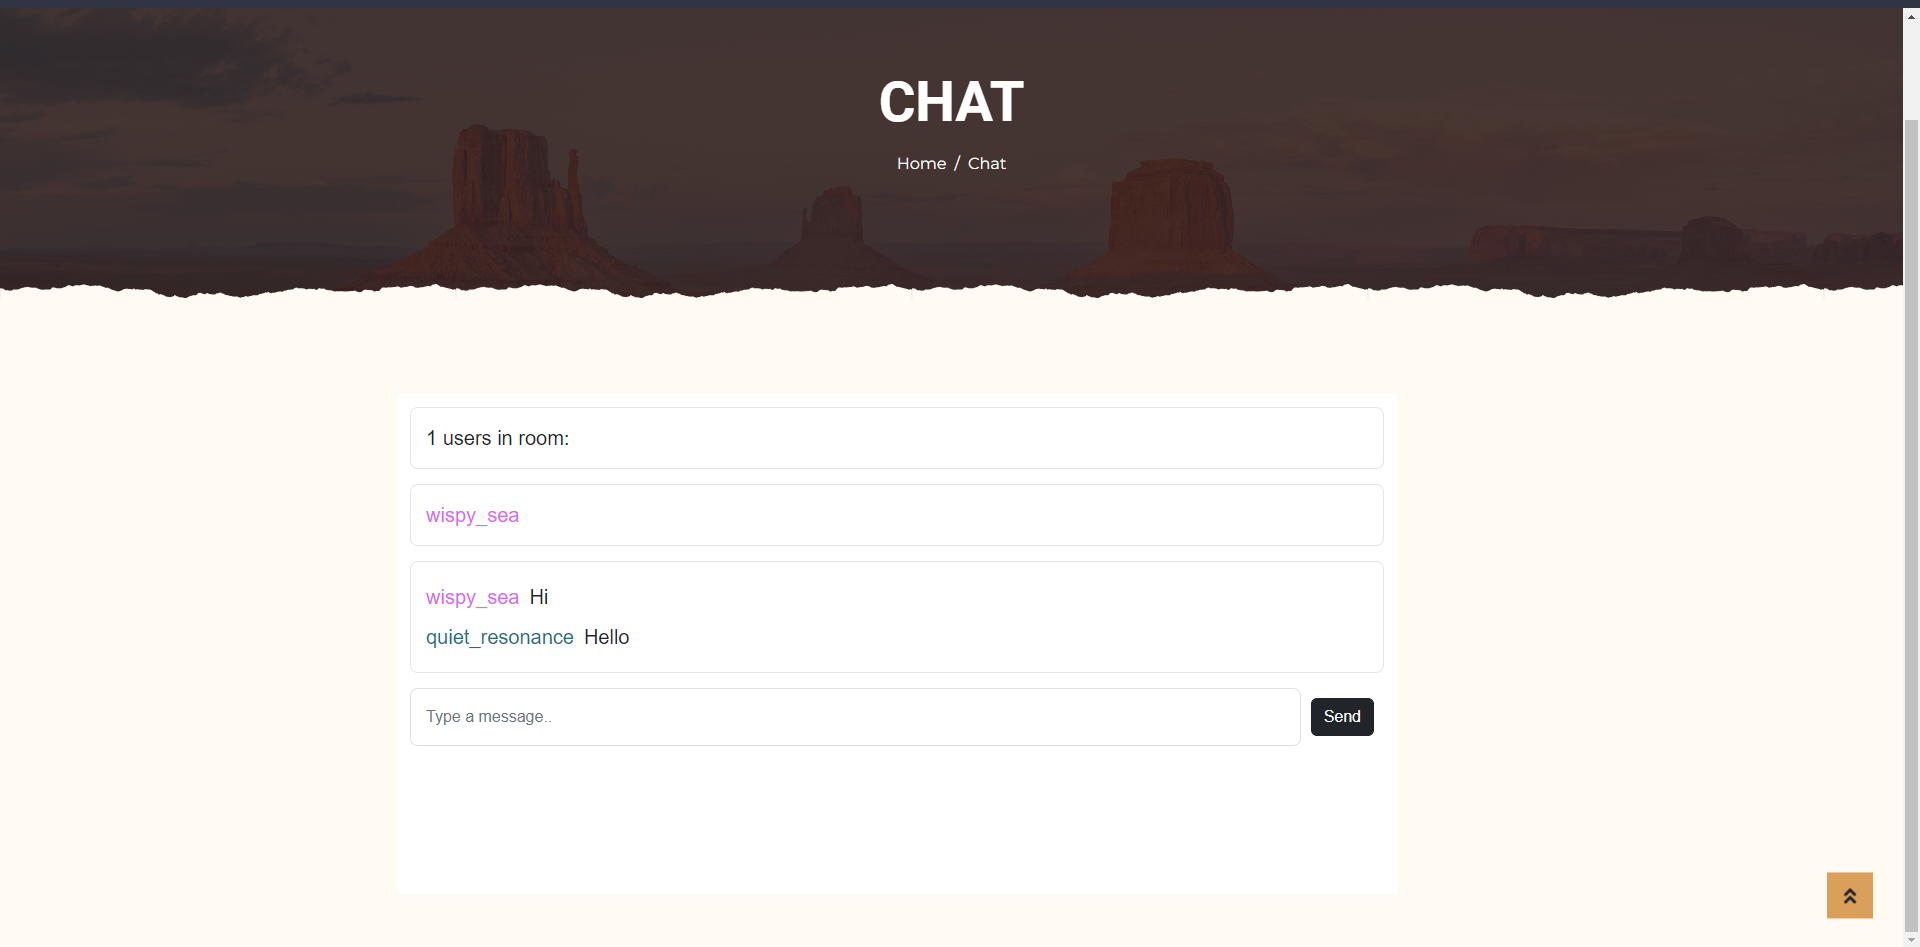 CHAT
Home / Chat
1 users in room:
wispy_sea
wispy_sea Hi
quiet_resonance Hello
Type a message..
Send